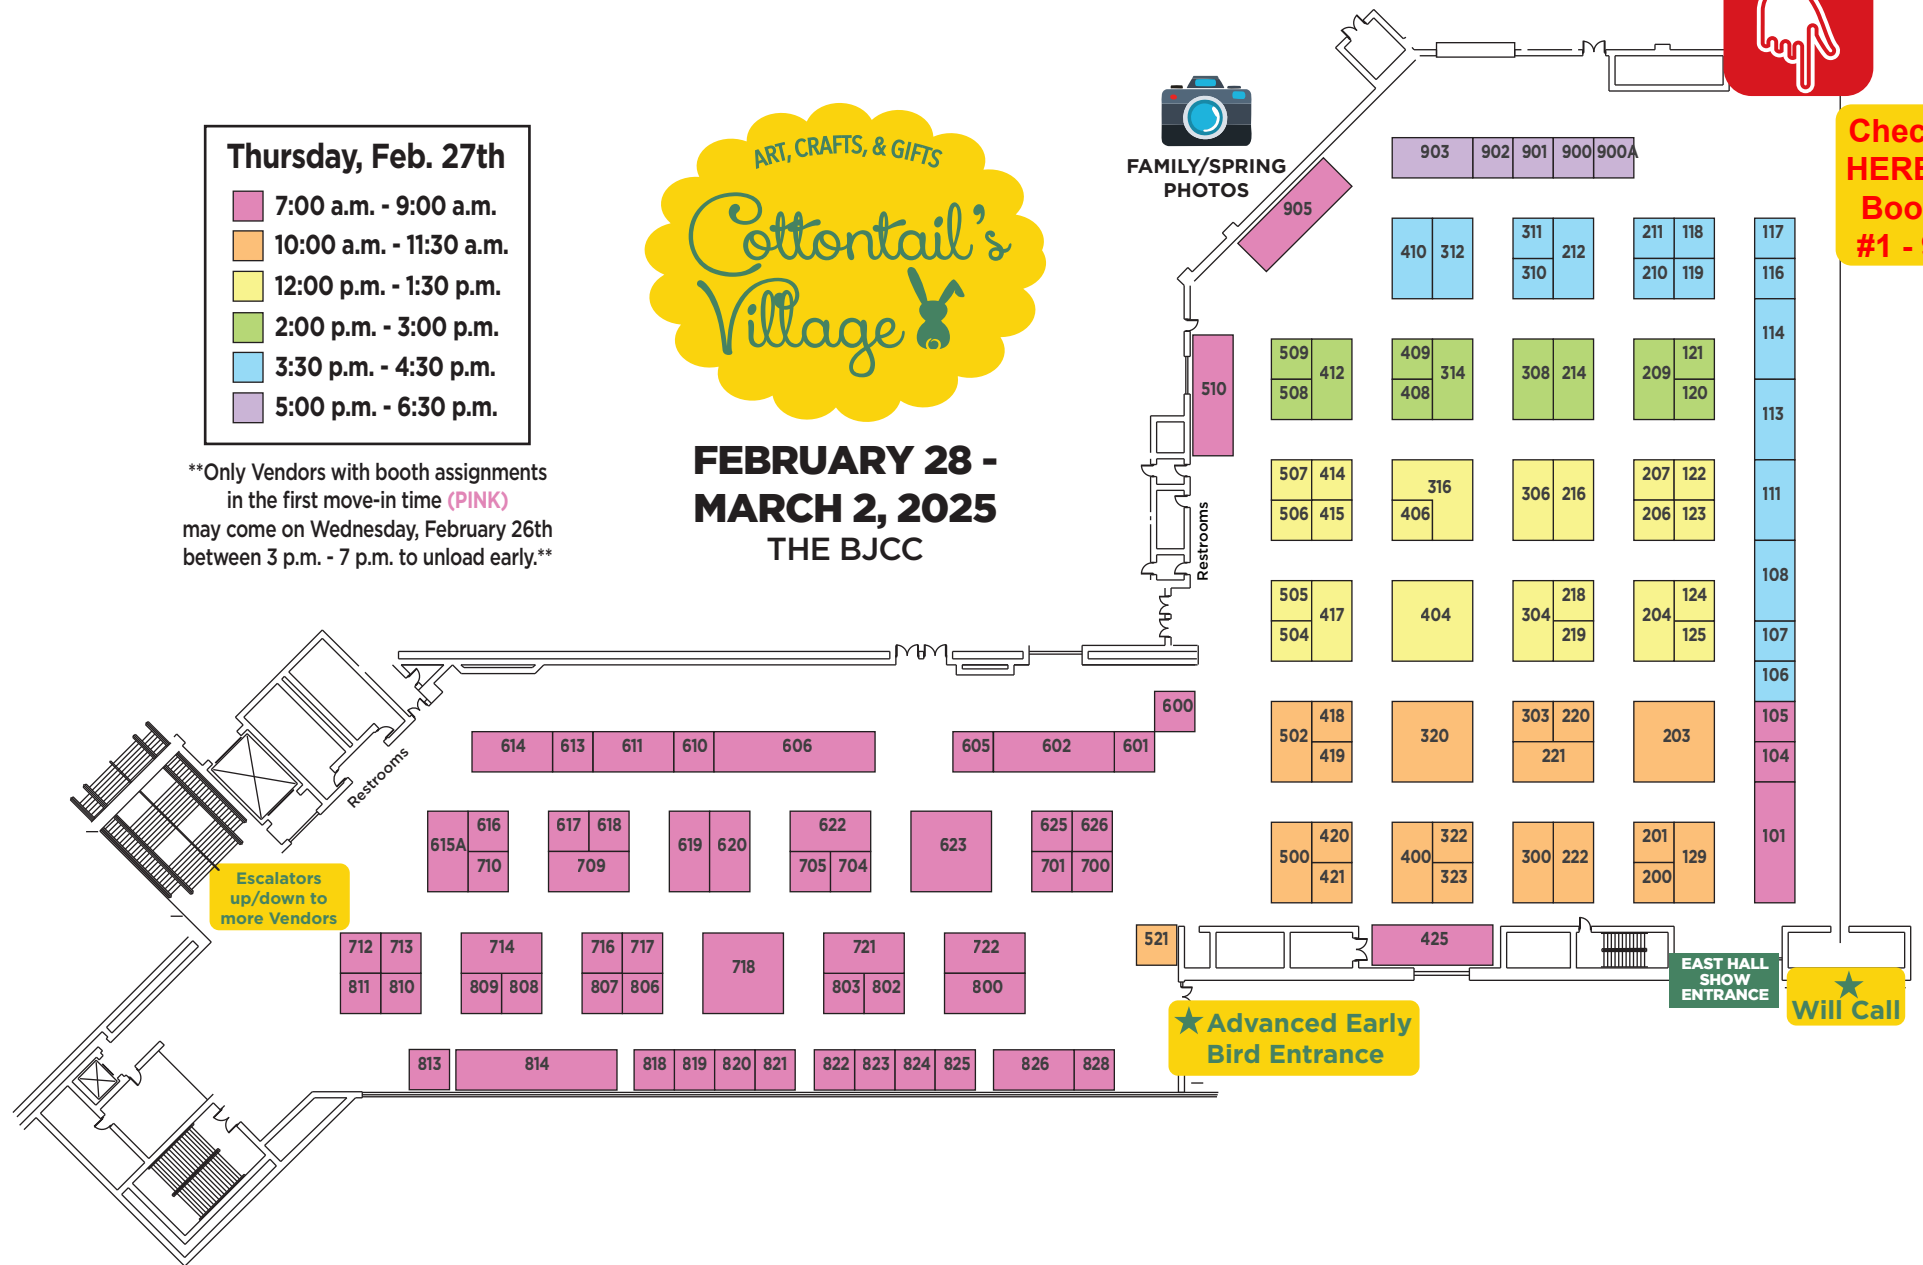 Thursday, Feb. 27th
7:00 a.m. - 9:00 a.m.
10:00 a.m. - 11:30 a.m.
12:00 p.m. - 1:30 p.m.
2:00 p.m. - 3:00 p.m.
3:30 p.m. - 4:30 p.m.
5:00 p.m. - 6:30 p.m.
**Only Vendors with booth assignments
in the first move-in time (PINK)
may come on Wednesday, February 26th
between 3 p.m. - 7 p.m. to unload early.**
ART, CRAFTS, & GIFTS
Cottontail's
Village
FEBRUARY 28 -
MARCH 2, 2025
THE BJCC
FAMILY/SPRING
PHOTOS
HERE
#1 -
903 902 901 900 900A
905
410 312 311 310 212 211 118 210 119 117 116
114
510
509 412 508 409 314 408 308 214 209 121 120
113
507 414 506 415 316 406 306 216 207 122 206 123
111
Restrooms
108
505 417 504 404 304 218 219 204 124 125
107
106
600
502 418 419 320 303 220 221 203
105
104
614 613 611 610 606 605 602 601
Restrooms
615A 616 710 617 618 709 619 620 622 705 704 623 625 626 701 700
500 420 421 400 322 323 300 222 201 200 129
101
Escalators
up/down to
more Vendors
712 713 811 810 714 809 808 716 717 807 806 718 721 803 802 722 800
521
425
EAST HALL
SHOW
ENTRANCE
Will Call
Advanced Early
Bird Entrance
813 814 818 819 820 821 822 823 824 825 826 828